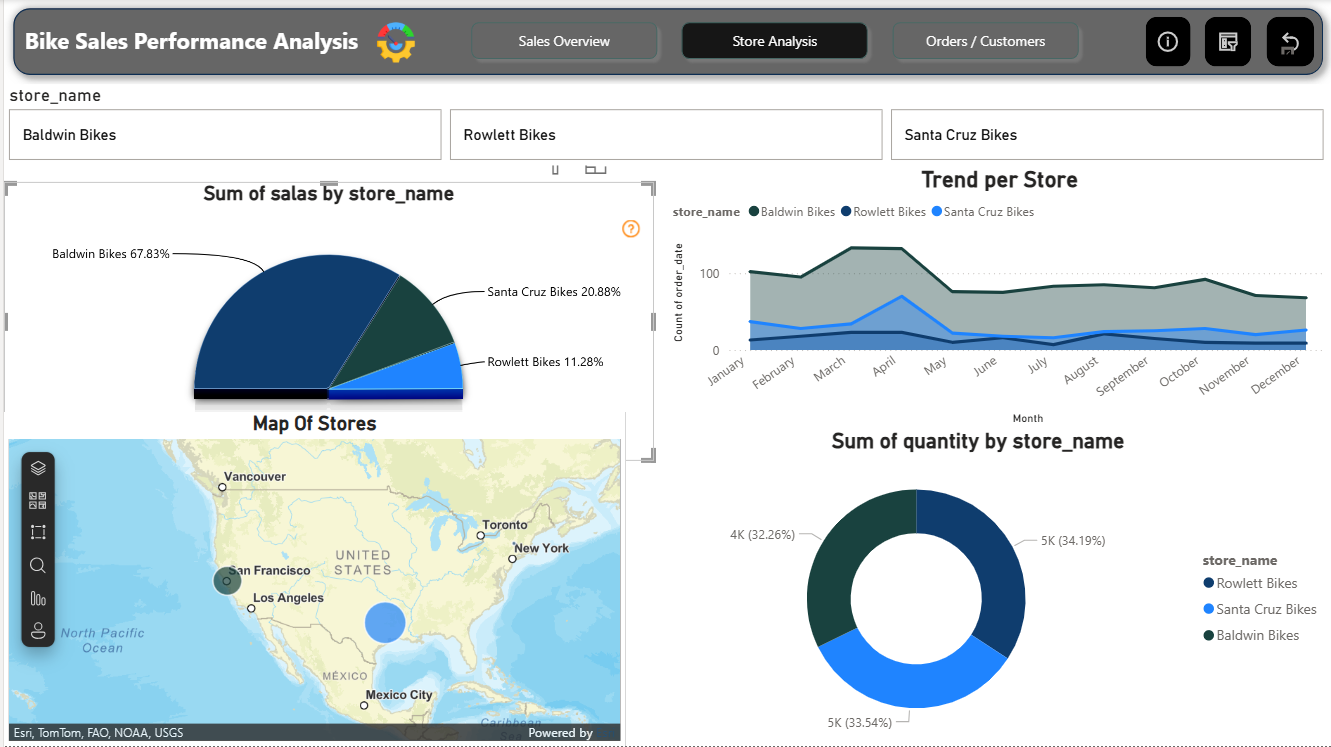 Bike Sales Performance Analysis
Sales Overview
Store Analysis
Orders / Customers
store_name
Baldwin Bikes
Rowlett Bikes
Santa Cruz Bikes
Sum of salas by store_name
?
Baldwin Bikes 67.83%
Santa Cruz Bikes 20.88%
Rowlett Bikes 11.28%
Trend per Store
store_name Baldwin Bikes Rowlett Bikes Santa Cruz Bikes
Count of order_date
100
0
January
February
March
April
May
June
July
August
September
October
November
December
Month
Map Of Stores
Vancouver
Toronto
New York
UNITED
STATES
San Francisco
Los Angeles
North Pacific
Ocean
MÉXICO
Mexico City
Caribbean
Sea
Esri, TomTom, FAO, NOAA, USGS
Powered by
Sum of quantity by store_name
4K (32.26%)
5K (34.19%)
5K (33.54%)
store_name
Rowlett Bikes
Santa Cruz Bikes
Baldwin Bikes